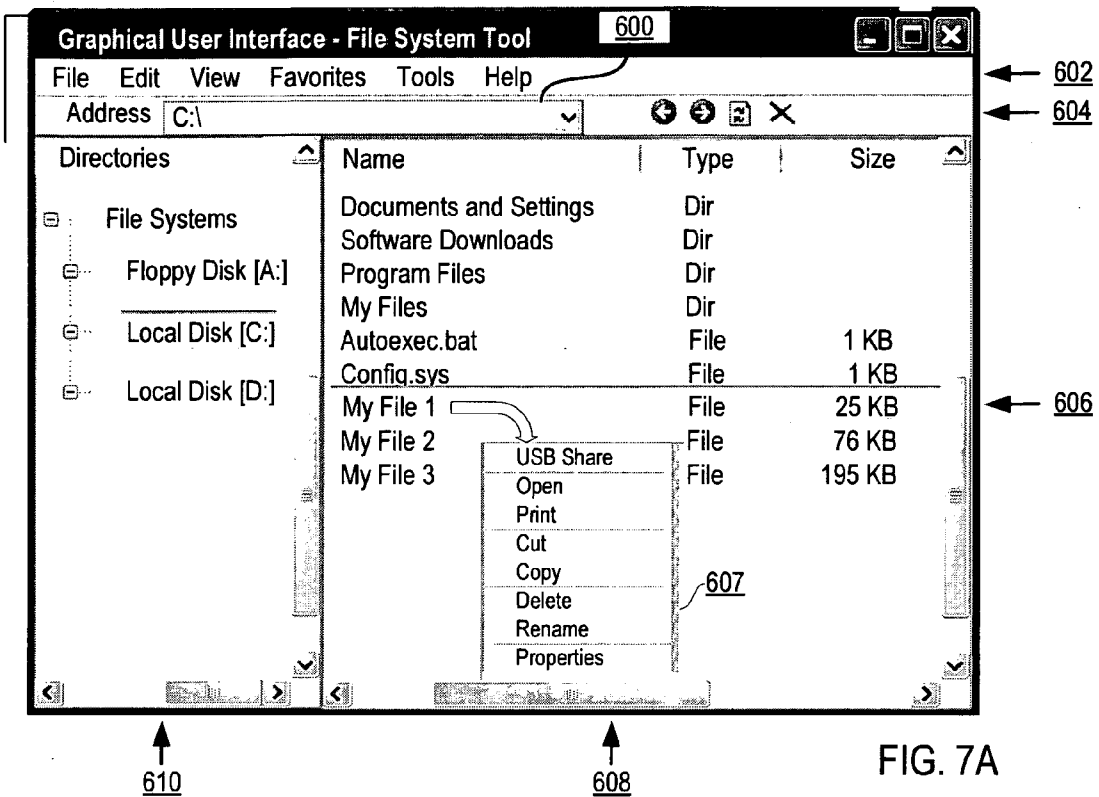 Graphical User Interface - File System Tool 600
File Edit View Favorites Tools Help 602
Address C:\ 604
Directories Name Type Size
Documents and Settings Dir
File Systems
Software Downloads Dir
Floppy Disk [A:] Program Files Dir
My Files Dir
Local Disk [C:] Autoexec.bat File 1 KB
Config.sys File 1 KB
Local Disk [D:] My File 1 File 25 KB 606
My File 2 File 76 KB
USB Share
My File 3 File 195 KB
Open
Print
Cut
Copy
607
Delete
Rename
Properties
610 608 FIG. 7A